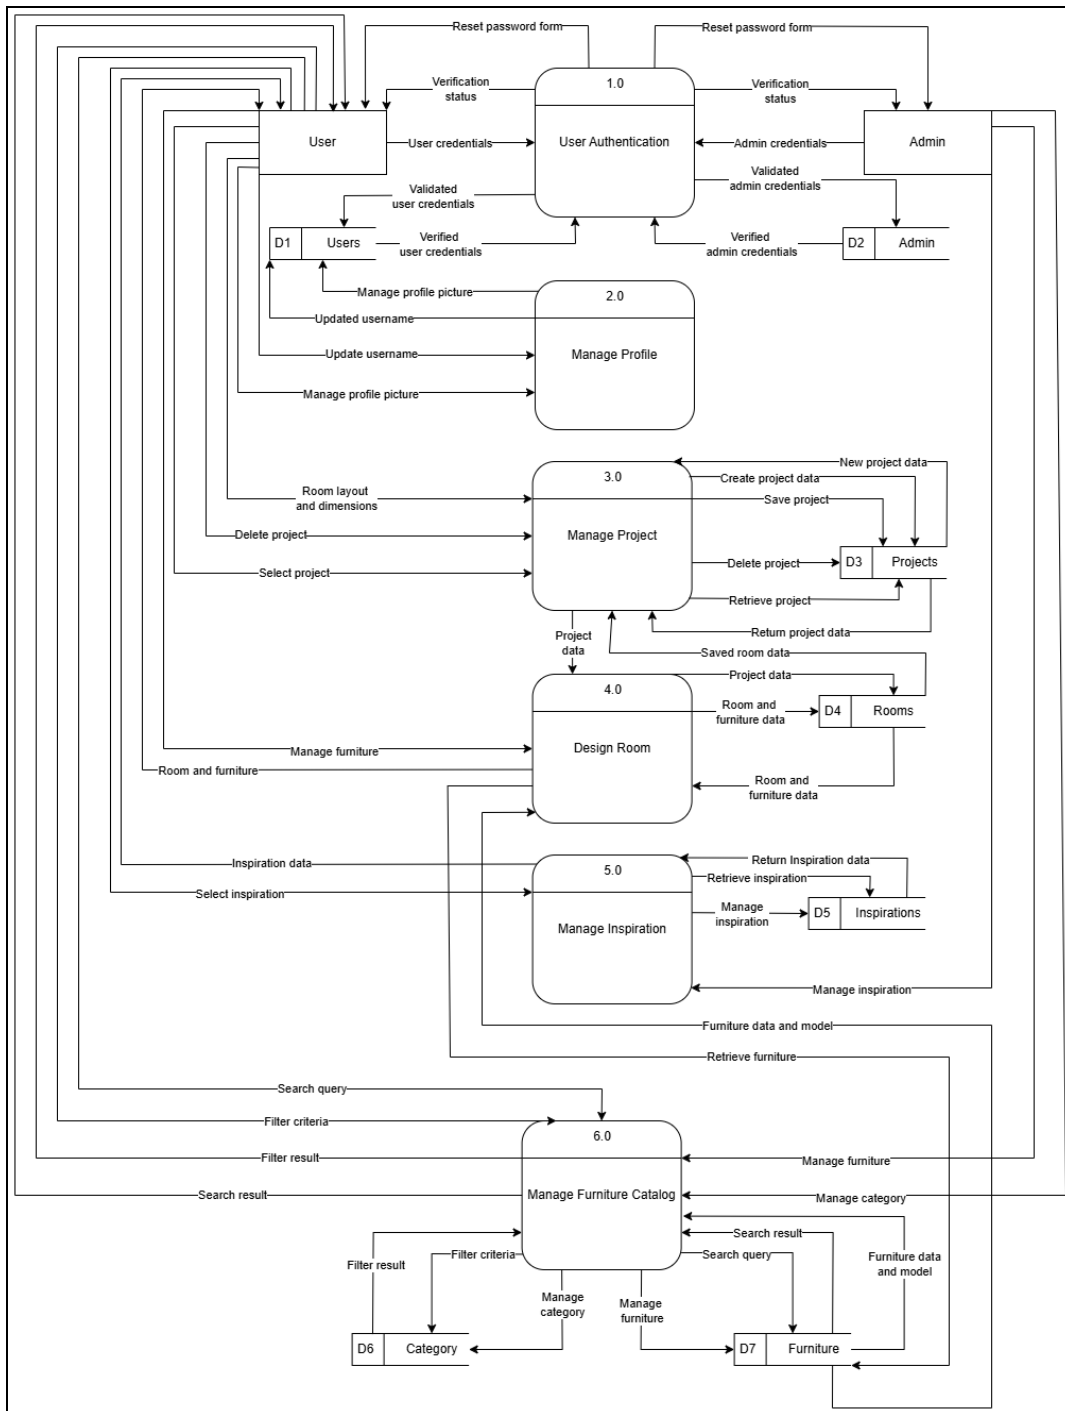 Reset password form
Reset password form
1.0
Verification
status
Verification
status
User
User credentials
User Authentication
Admin credentials
Admin
Validated
user credentials
Validated
admin credentials
D1
Users
Verified
user credentials
Verified
admin credentials
D2
Admin
Manage profile picture
2.0
Updated username
Update username
Manage Profile
Manage profile picture
New project data
3.0
Create project data
Room layout
and dimensions
Save project
Delete project
Manage Project
Delete project
D3
Projects
Select project
Retrieve project
Project
data
Return project data
Saved room data
Project data
4.0
Room and
furniture data
D4
Rooms
Manage furniture
Design Room
Room and furniture
Room and
furniture data
Inspiration data
Return Inspiration data
5.0
Retrieve inspiration
Select inspiration
Manage
inspiration
D5
Inspirations
Manage Inspiration
Manage inspiration
Furniture data and model
Retrieve furniture
Search query
Filter criteria
6.0
Filter result
Manage furniture
Search result
Manage Furniture Catalog
Manage category
Search result
Filter result
Filter criteria
Search query
Furniture data
and model
Manage
category
Manage
furniture
D6
Category
D7
Furniture